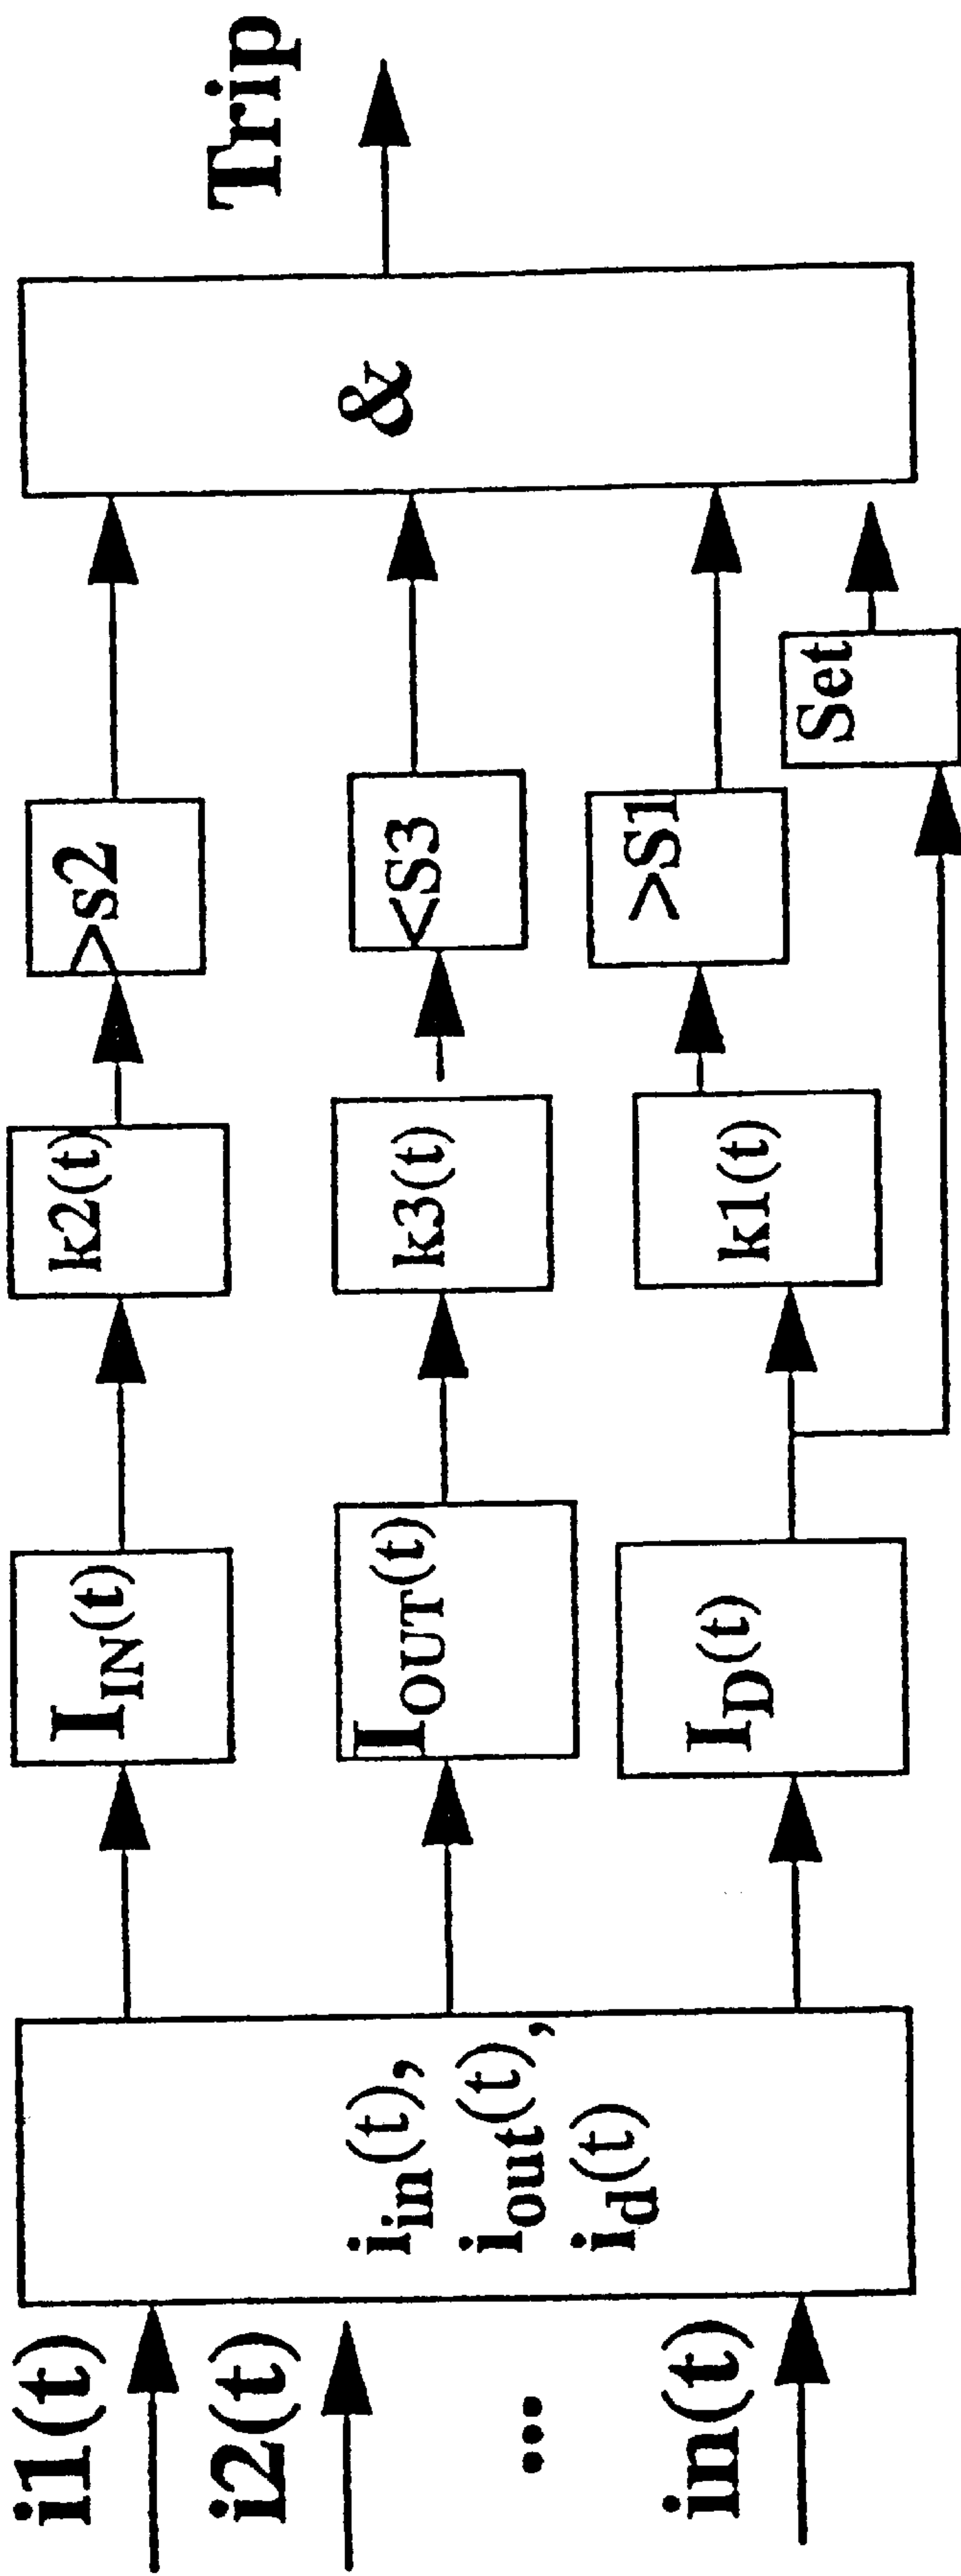 i1(t)
i2(t)
...
in(t)
i_in(t),
i_out(t),
i_d(t)
I_IN(t)
I_OUT(t)
I_D(t)
k2(t)
k3(t)
k1(t)
>s2
<S3
>S1
Set
&
Trip